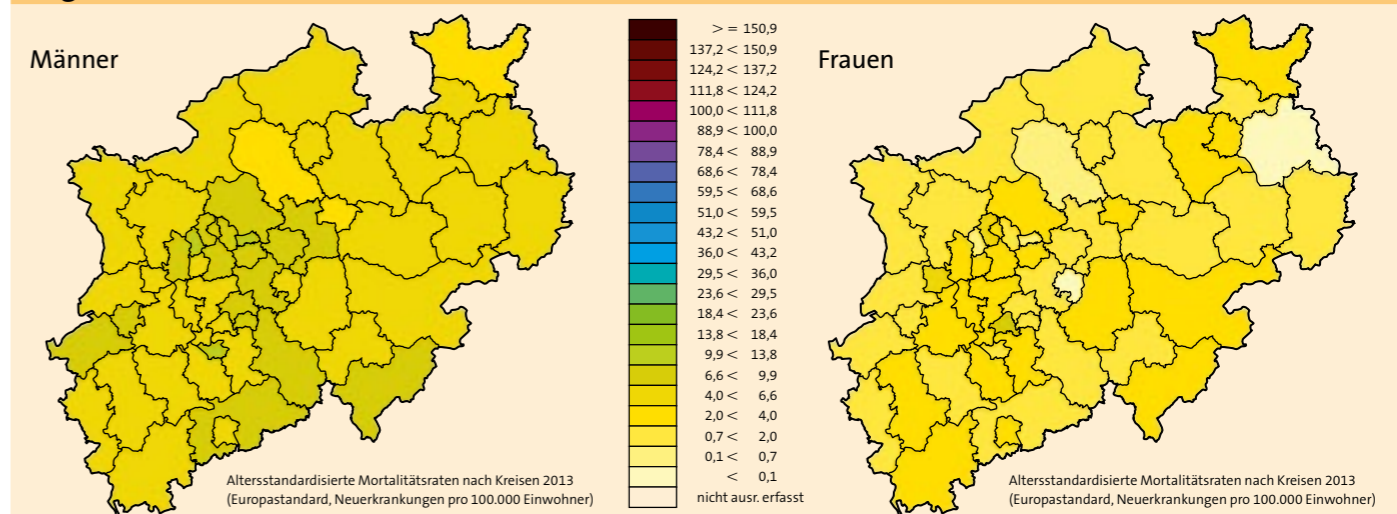 Männer
> = 150,9
137,2 < 150,9
124,2 < 137,2
111,8 < 124,2
100,0 < 111,8
88,9 < 100,0
78,4 < 88,9
68,6 < 78,4
59,5 < 68,6
51,0 < 59,5
43,2 < 51,0
36,0 < 43,2
29,5 < 36,0
23,6 < 29,5
18,4 < 23,6
13,8 < 18,4
9,9 < 13,8
6,6 < 9,9
4,0 < 6,6
2,0 < 4,0
0,7 < 2,0
0,1 < 0,7
< 0,1
nicht ausr. erfasst
Frauen
Altersstandardisierte Mortalitätsraten nach Kreisen 2013
(Europastandard, Neuerkrankungen pro 100.000 Einwohner)
Altersstandardisierte Mortalitätsraten nach Kreisen 2013
(Europastandard, Neuerkrankungen pro 100.000 Einwohner)